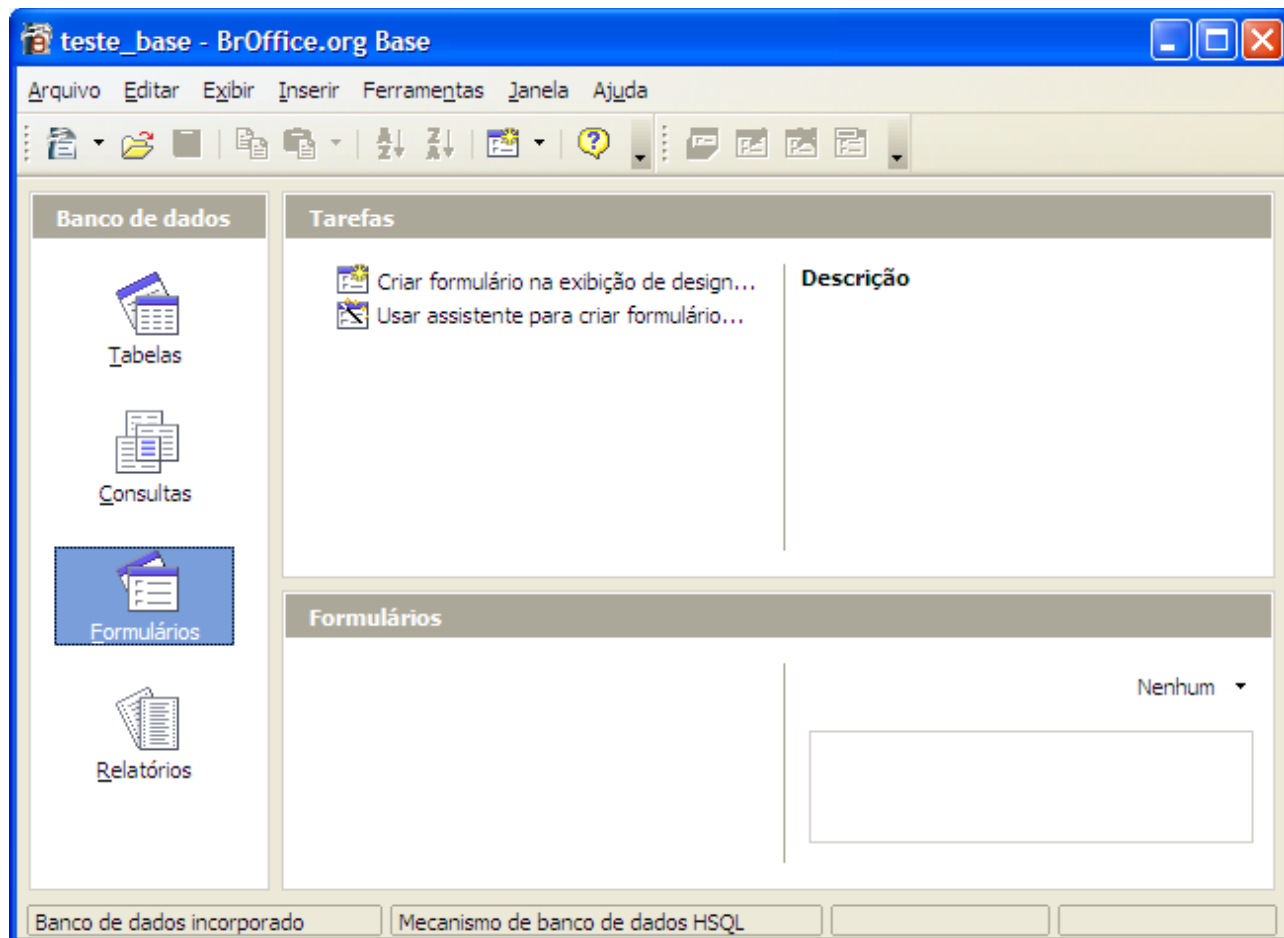 teste_base - BrOffice.org Base
Arquivo Editar Exibir Inserir Ferramentas Janela Ajuda
Banco de dados
Tabelas
Consultas
Formulários
Relatórios
Tarefas
Criar formulário na exibição de design...
Usar assistente para criar formulário...
Descrição
Formulários
Nenhum
Banco de dados incorporado
Mecanismo de banco de dados HSQL